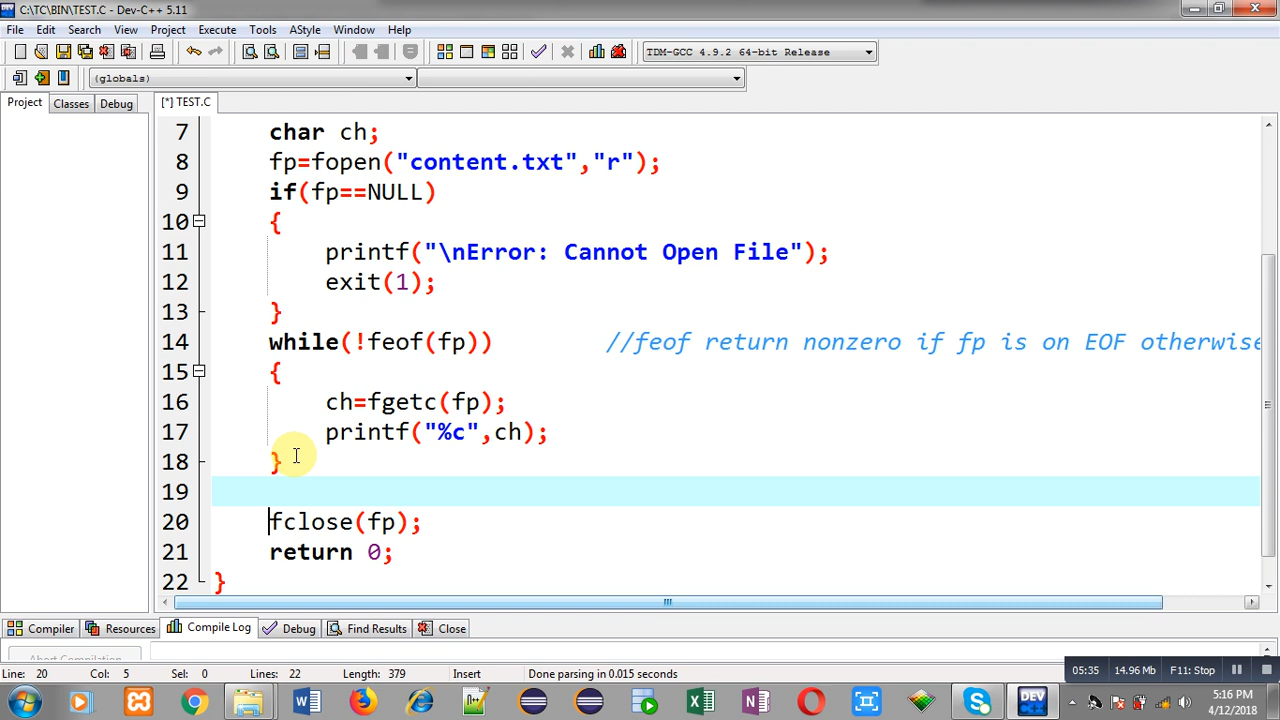 C:\TC\BIN\TEST.C - Dev-C++ 5.11
File Edit Search View Project Execute Tools AStyle Window Help
TDM-GCC 4.9.2 64-bit Release
(globals)
Project Classes Debug [*] TEST.C
7 char ch;
8 fp=fopen("content.txt","r");
9 if(fp==NULL)
10 {
11 printf("\nError: Cannot Open File");
12 exit(1);
13 }
14 while(!feof(fp)) //feof return nonzero if fp is on EOF otherwise
15 {
16 ch=fgetc(fp);
17 printf("%c",ch);
18 }
19
20 fclose(fp);
21 return 0;
22 }
Compiler Resources Compile Log Debug Find Results Close
Abort Compilation
Line: 20 Col: 5 Sel: 0 Lines: 22 Length: 379 Insert Done parsing in 0.015 seconds
05:35 14.96 Mb F11: Stop
5:16 PM
4/12/2018